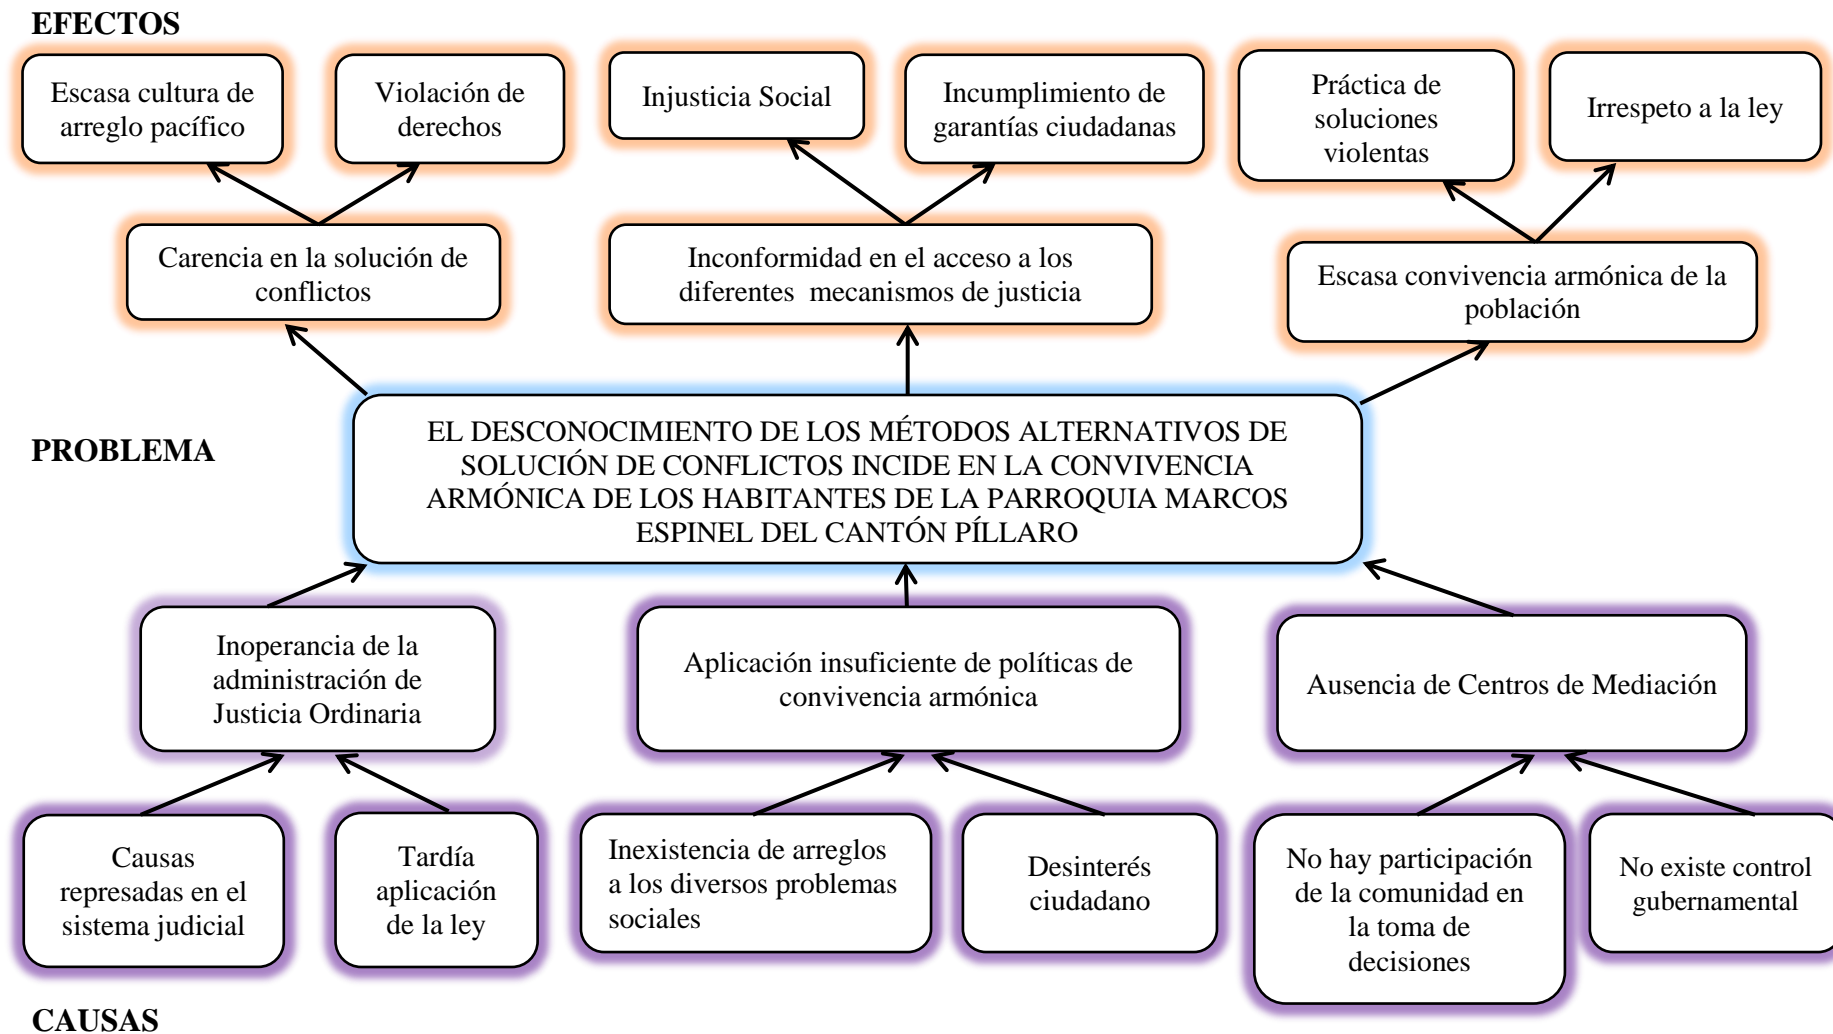 EFECTOS
Escasa cultura de
arreglo pacífico
Violación de
derechos
Injusticia Social
Incumplimiento de
garantías ciudadanas
Práctica de
soluciones
violentas
Irrespeto a la ley
Carencia en la solución de
conflictos
Inconformidad en el acceso a los
diferentes mecanismos de justicia
Escasa convivencia armónica de la
población
PROBLEMA
EL DESCONOCIMIENTO DE LOS MÉTODOS ALTERNATIVOS DE
SOLUCIÓN DE CONFLICTOS INCIDE EN LA CONVIVENCIA
ARMÓNICA DE LOS HABITANTES DE LA PARROQUIA MARCOS
ESPINEL DEL CANTÓN PÍLLARO
Inoperancia de la
administración de
Justicia Ordinaria
Aplicación insuficiente de políticas de
convivencia armónica
Ausencia de Centros de Mediación
Causas
represadas en el
sistema judicial
Tardía
aplicación
de la ley
Inexistencia de arreglos
a los diversos problemas
sociales
Desinterés
ciudadano
No hay participación
de la comunidad en
la toma de
decisiones
No existe control
gubernamental
CAUSAS